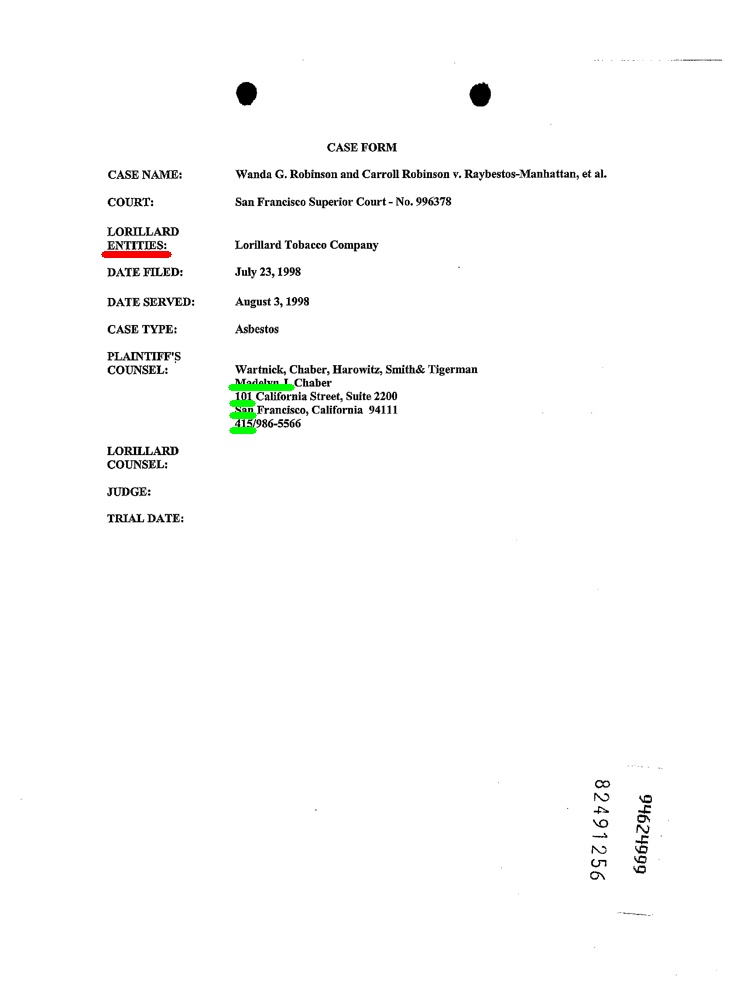 CASE FORM
CASE NAME: Wanda G. Robinson and Carroll Robinson v. Raybestos-Manhattan, et al.
COURT: San Francisco Superior Court - No. 996378
LORILLARD
ENTITIES: Lorillard Tobacco Company
DATE FILED: July 23, 1998
DATE SERVED: August 3, 1998
CASE TYPE: Asbestos
PLAINTIFF'S
COUNSEL: Wartnick, Chaber, Harowitz, Smith& Tigerman
Madelyn J. Chaber
101 California Street, Suite 2200
San Francisco, California 94111
415/986-5566
LORILLARD
COUNSEL:
JUDGE:
TRIAL DATE:
82491256
94624999